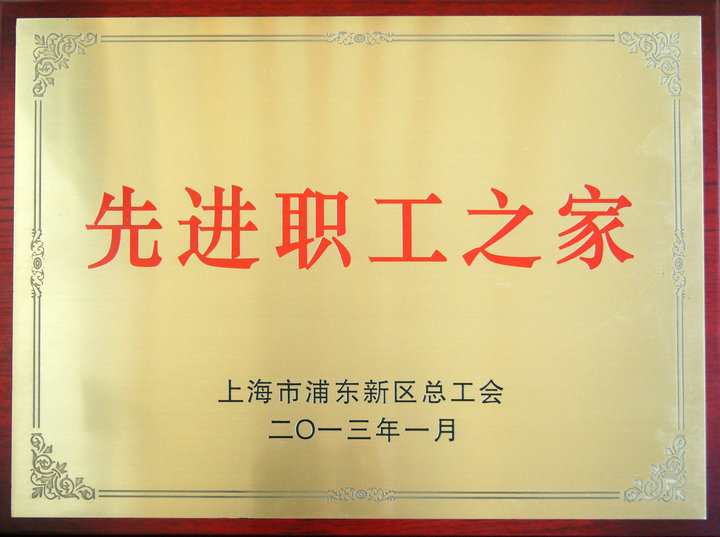 先进职工之家
上海市浦东新区总工会
二〇一三年一月